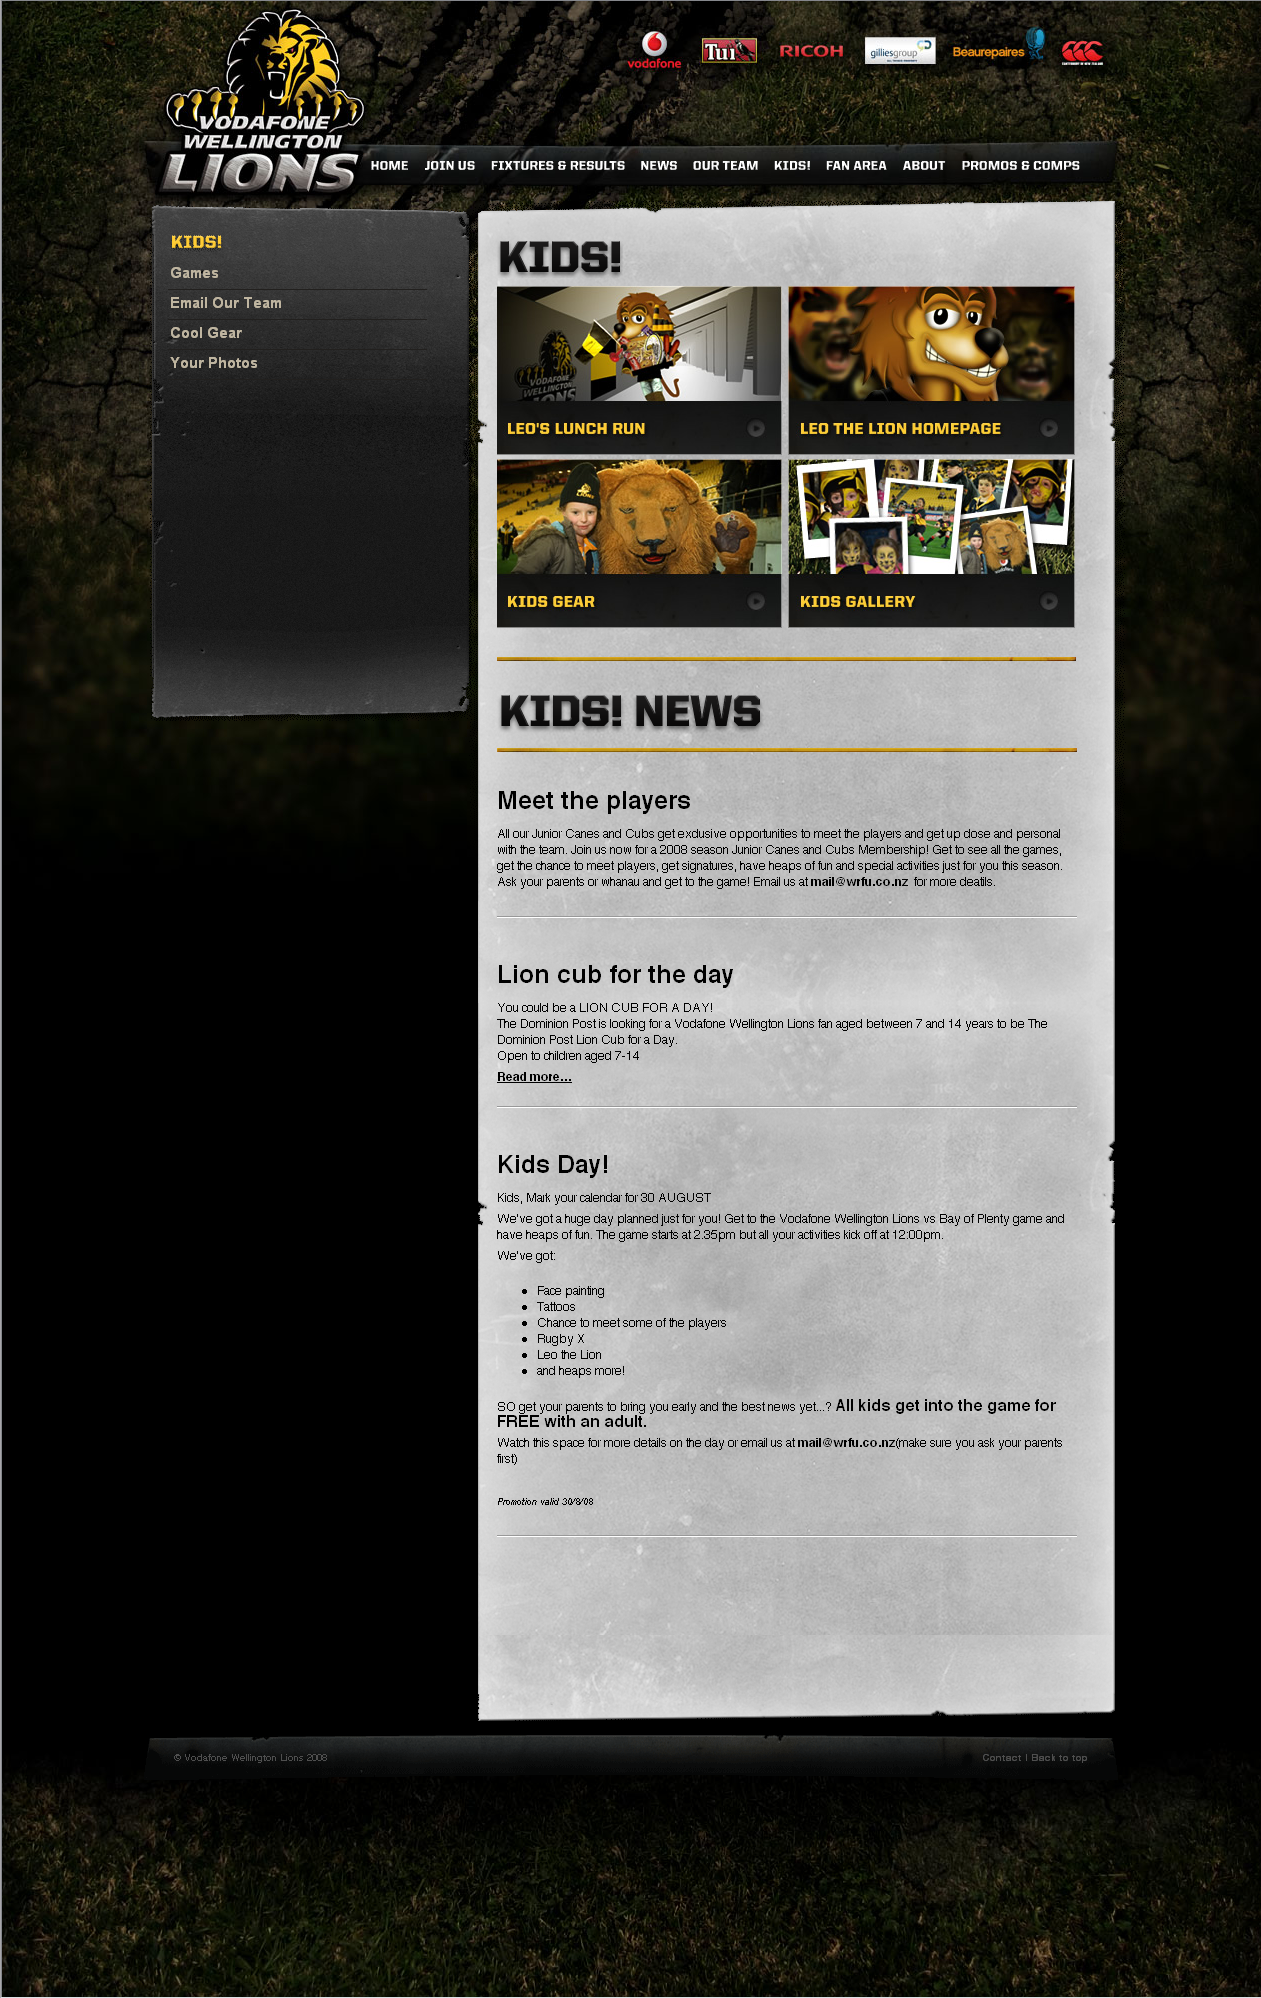 vodafone
Tui
RICOH
gilliesgroup
Beaurepaires
VODAFONE
WELLINGTON
LIONS
HOME JOIN US FIXTURES & RESULTS NEWS OUR TEAM KIDS! FAN AREA ABOUT PROMOS & COMPS
KIDS!
Games
Email Our Team
Cool Gear
Your Photos
KIDS!
VODAFONE
WELLINGTON
LIONS
LEO'S LUNCH RUN
LEO THE LION HOMEPAGE
LIONS
KIDS GEAR
KIDS GALLERY
KIDS! NEWS
Meet the players
All our Junior Canes and Cubs get exclusive opportunities to meet the players and get up close and personal
with the team. Join us now for a 2008 season Junior Canes and Cubs Membership! Get to see all the games,
get the chance to meet players, get signatures, have heaps of fun and special activities just for you this season.
Ask your parents or whanau and get to the game! Email us at mail@wrfu.co.nz for more deatils.
Lion cub for the day
You could be a LION CUB FOR A DAY!
The Dominion Post is looking for a Vodafone Wellington Lions fan aged between 7 and 14 years to be The
Dominion Post Lion Cub for a Day.
Open to children aged 7-14
Read more...
Kids Day!
Kids, Mark your calendar for 30 AUGUST
We've got a huge day planned just for you! Get to the Vodafone Wellington Lions vs Bay of Plenty game and
have heaps of fun. The game starts at 2.35pm but all your activities kick off at 12:00pm.
We've got:
• Face painting
• Tattoos
• Chance to meet some of the players
• Rugby X
• Leo the Lion
• and heaps more!
SO get your parents to bring you early and the best news yet...? All kids get into the game for
FREE with an adult.
Watch this space for more details on the day or email us at mail@wrfu.co.nz(make sure you ask your parents
first)
Promotion valid 30/8/08
© Vodafone Wellington Lions 2008
Contact | Back to top